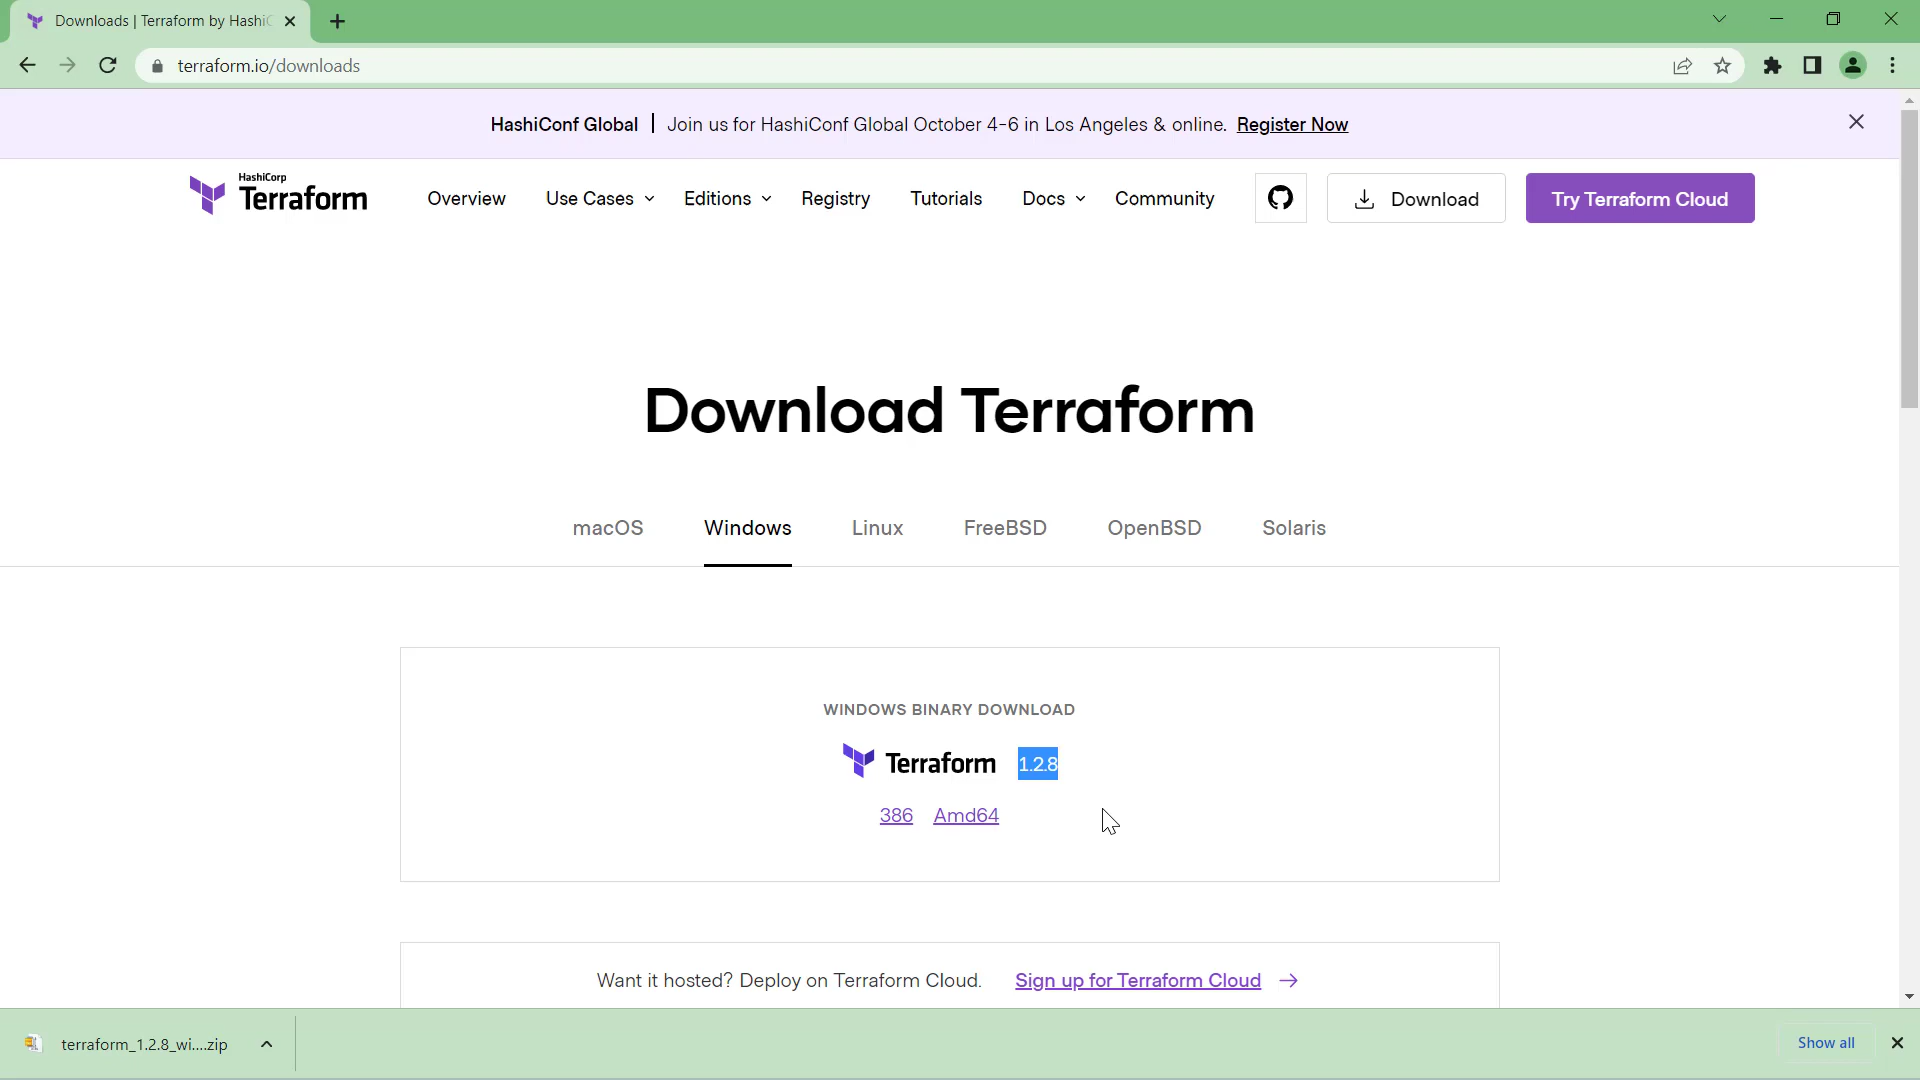 Downloads | Terraform by HashiC
terraform.io/downloads
HashiConf Global | Join us for HashiConf Global October 4-6 in Los Angeles & online. Register Now
HashiCorp
Terraform
Overview Use Cases Editions Registry Tutorials Docs Community Download Try Terraform Cloud
Download Terraform
macOS Windows Linux FreeBSD OpenBSD Solaris
WINDOWS BINARY DOWNLOAD
Terraform 1.2.8
386 Amd64
Want it hosted? Deploy on Terraform Cloud. Sign up for Terraform Cloud →
terraform_1.2.8_wi....zip Show all